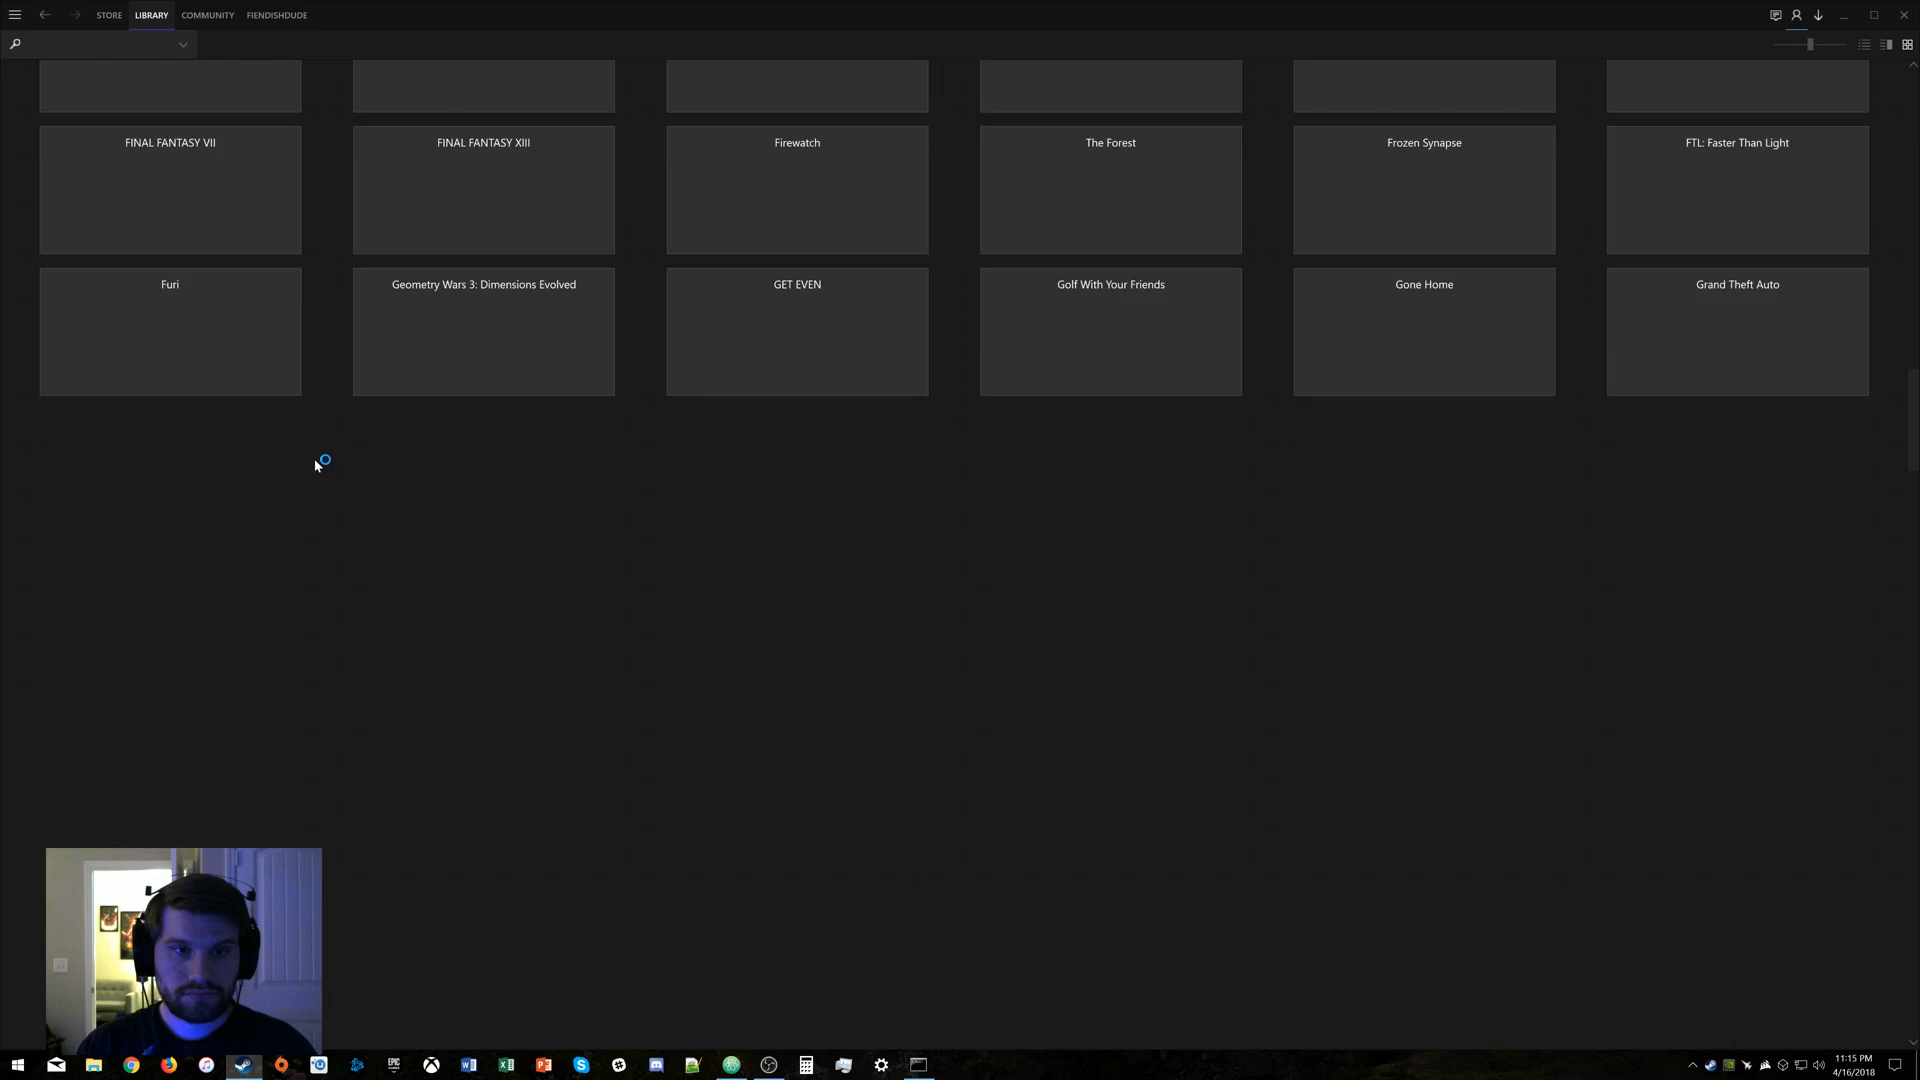 STORE LIBRARY COMMUNITY FIENDISHDUDE
FINAL FANTASY VII FINAL FANTASY XIII Firewatch The Forest Frozen Synapse FTL: Faster Than Light
Furi Geometry Wars 3: Dimensions Evolved GET EVEN Golf With Your Friends Gone Home Grand Theft Auto
EPIC
11:15 PM
4/16/2018